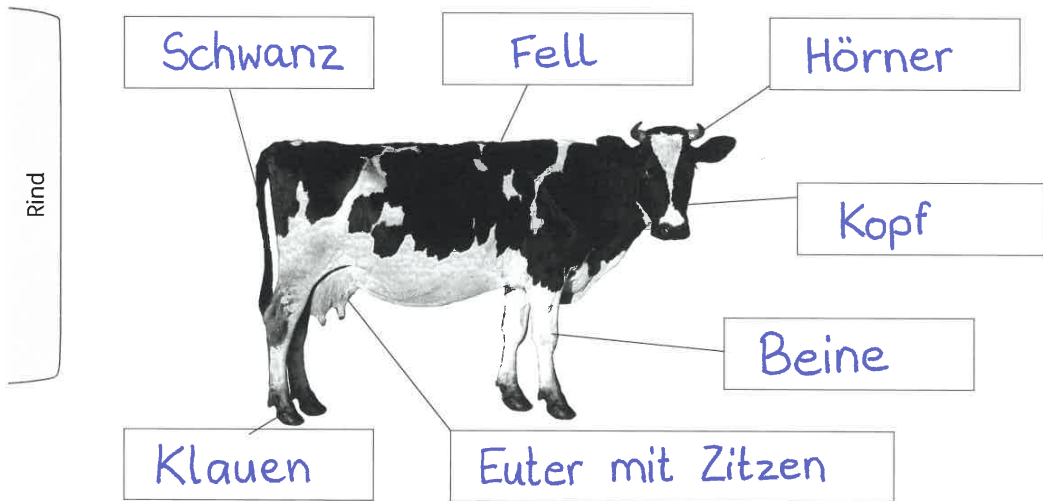 Schwanz
Fell
Hörner
Rind
Kopf
Beine
Klauen
Euter mit Zitzen